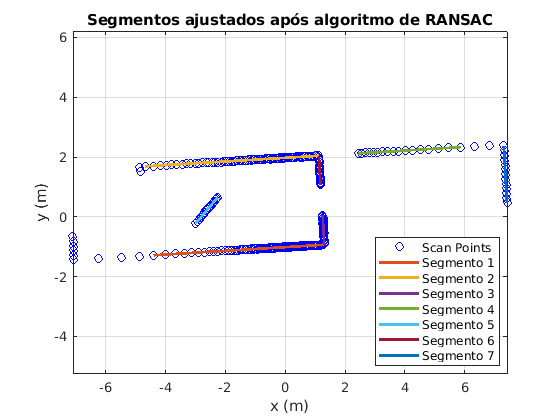 Segmentos ajustados após algoritmo de RANSAC
6
4
2
0
-2
-4
y (m)
-6
-4
-2
0
2
4
6
x (m)
Scan Points
Segmento 1
Segmento 2
Segmento 3
Segmento 4
Segmento 5
Segmento 6
Segmento 7